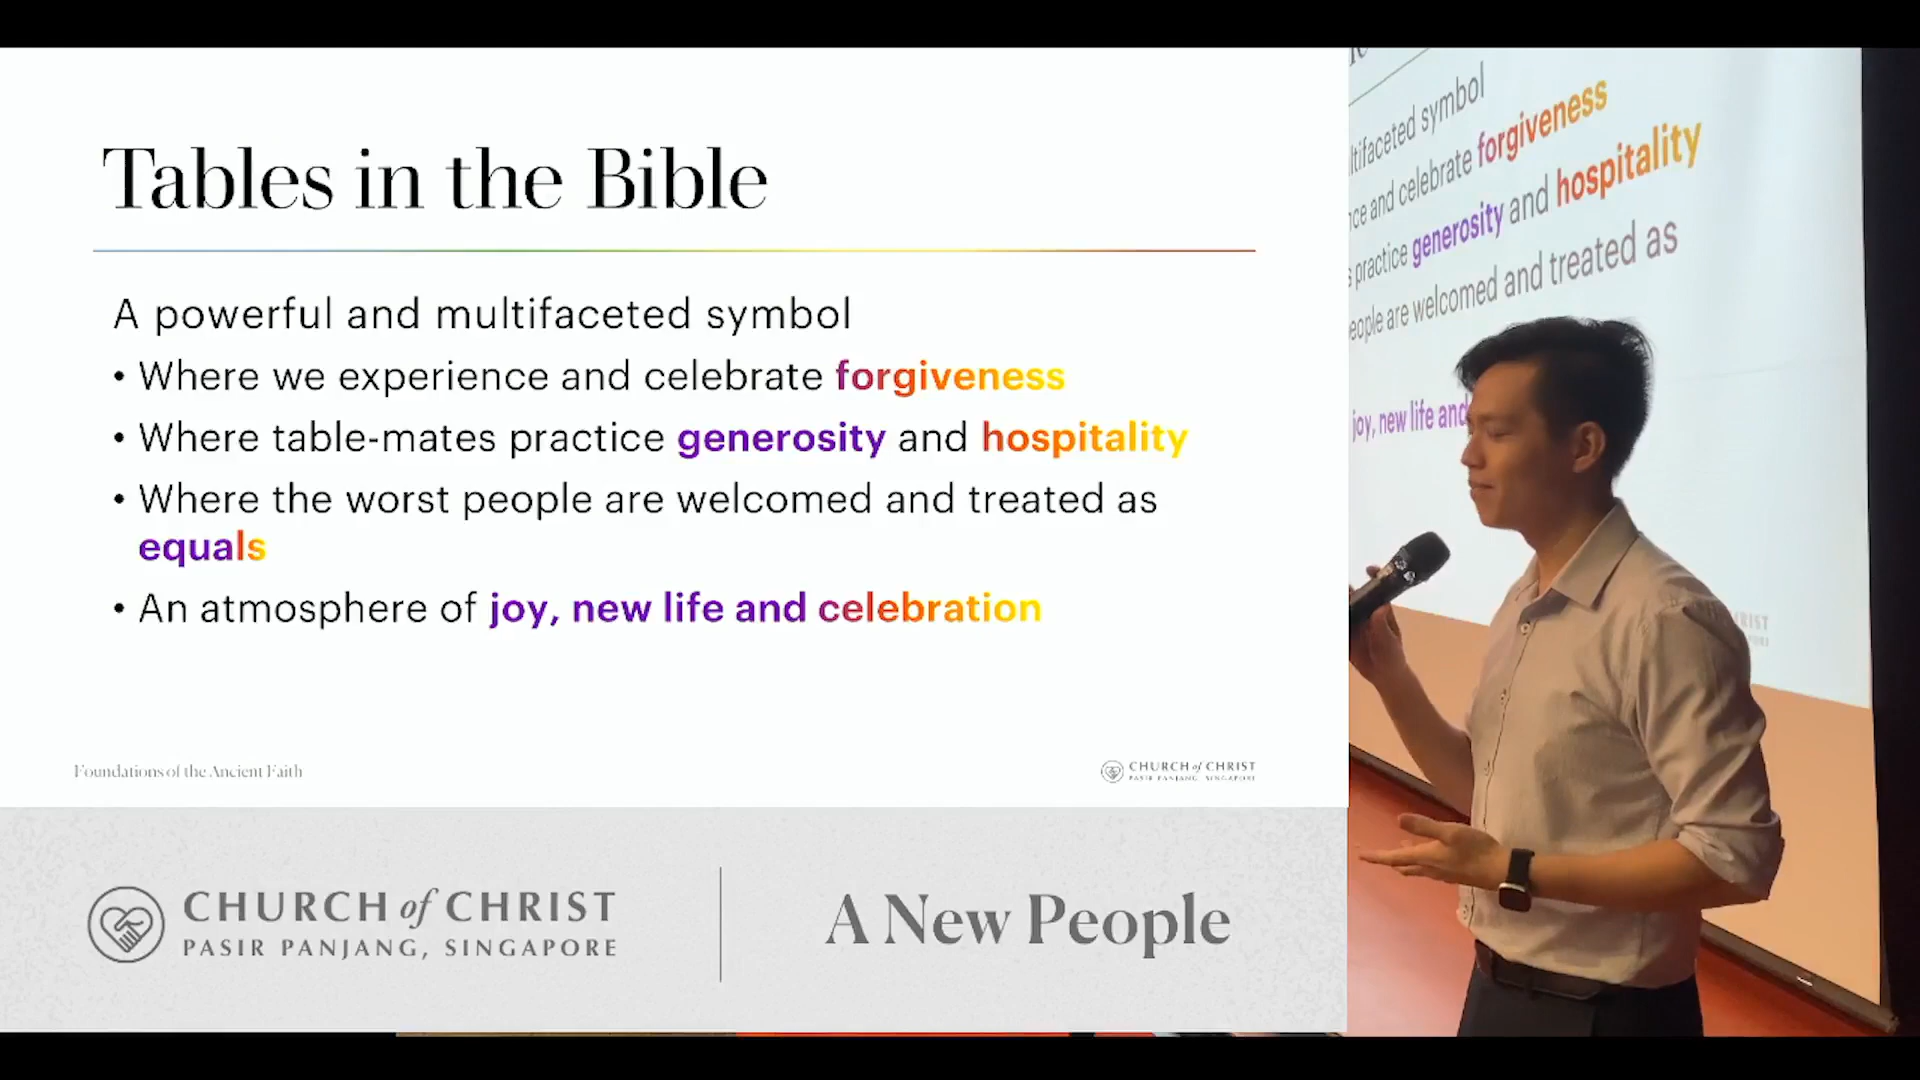 Tables in the Bible
A powerful and multifaceted symbol
• Where we experience and celebrate forgiveness
• Where table-mates practice generosity and hospitality
• Where the worst people are welcomed and treated as
equals
• An atmosphere of joy, new life and celebration
Foundations of the Ancient Faith
CHURCH of CHRIST
PASIR PANJANG, SINGAPORE
CHURCH of CHRIST
PASIR PANJANG, SINGAPORE
A New People
symbol
and celebrate forgiveness
practice generosity and hospitality
are welcomed and treated as
joy, new life and